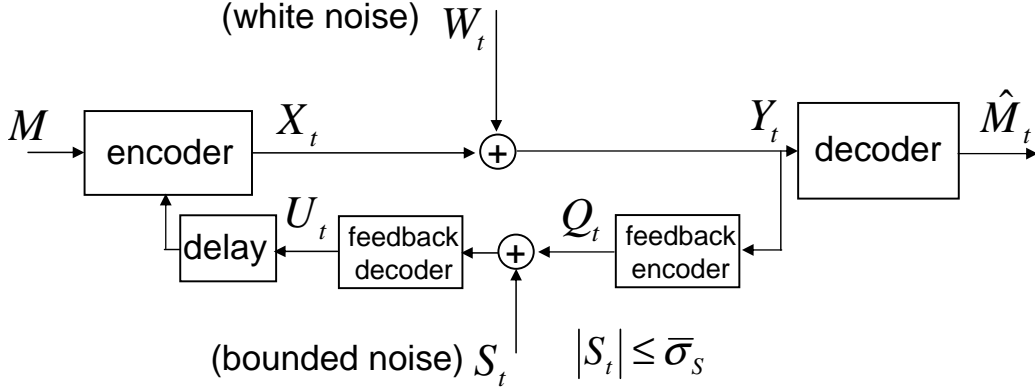 (white noise) W_t
M
encoder
X_t
+
Y_t
decoder
M̂_t
delay
U_t
feedback
decoder
+
Q_t
feedback
encoder
(bounded noise) S_t
|S_t| ≤ σ̅_S